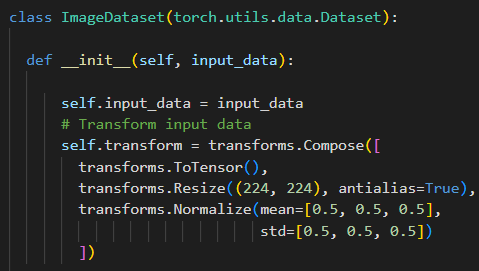 class ImageDataset(torch.utils.data.Dataset):
def __init__(self, input_data):
self.input_data = input_data
# Transform input data
self.transform = transforms.Compose([
transforms.ToTensor(),
transforms.Resize((224, 224), antialias=True),
transforms.Normalize(mean=[0.5, 0.5, 0.5],
std=[0.5, 0.5, 0.5])
])